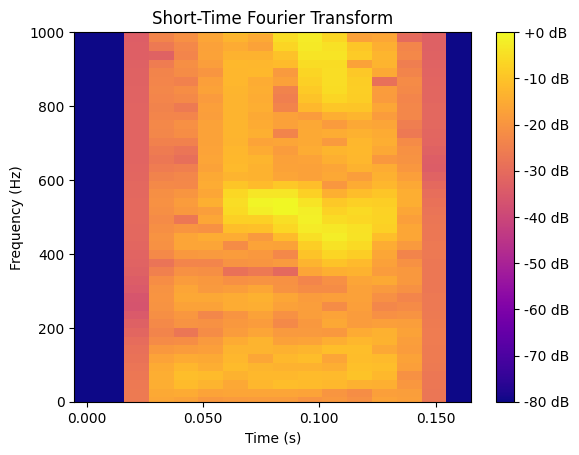 Short-Time Fourier Transform
1000
800
600
400
200
0
Frequency (Hz)
0.000
0.050
0.100
0.150
Time (s)
+0 dB
-10 dB
-20 dB
-30 dB
-40 dB
-50 dB
-60 dB
-70 dB
-80 dB